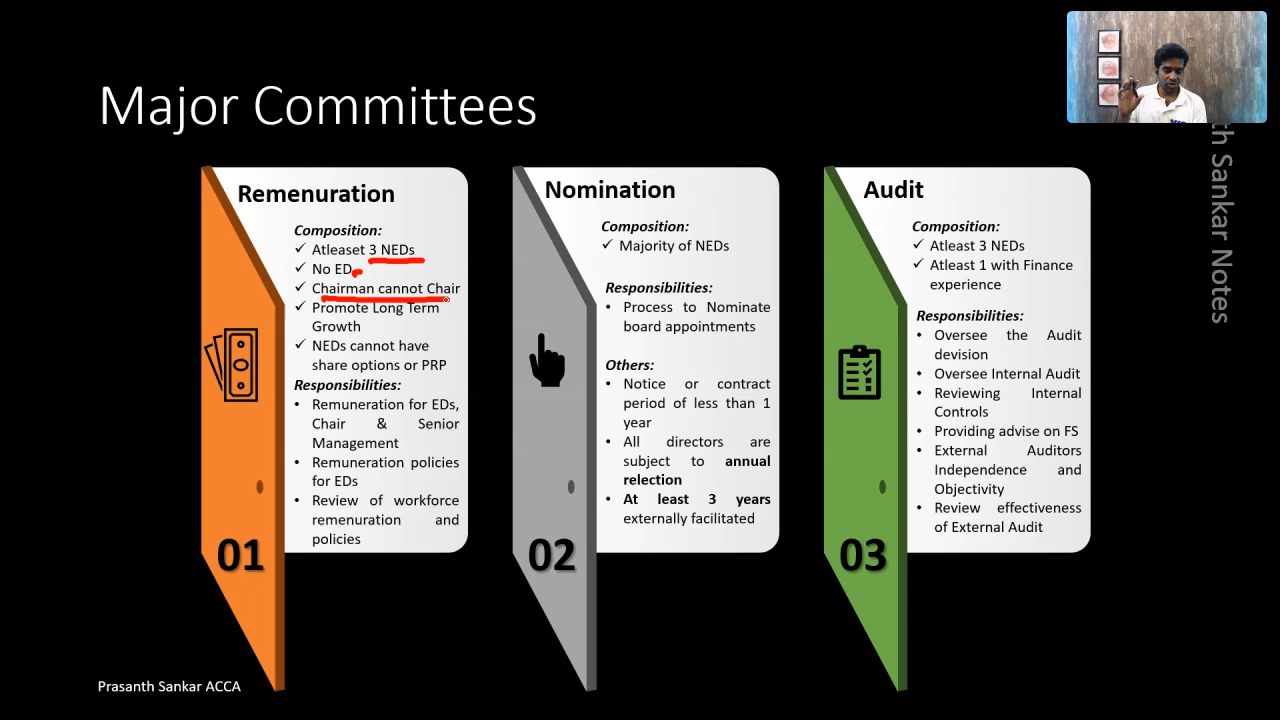 Major Committees
Remenuration
Composition:
✓ Atleaset 3 NEDs
✓ No ED
✓ Chairman cannot Chair
✓ Promote Long Term
Growth
✓ NEDs cannot have
share options or PRP
Responsibilities:
• Remuneration for EDs,
Chair & Senior
Management
• Remuneration policies
for EDs
• Review of workforce
remenuration and
policies
01
Nomination
Composition:
✓ Majority of NEDs
Responsibilities:
• Process to Nominate
board appointments
Others:
• Notice or contract
period of less than 1
year
• All directors are
subject to annual
relection
• At least 3 years
externally facilitated
02
Audit
Composition:
✓ Atleast 3 NEDs
✓ Atleast 1 with Finance
experience
Responsibilities:
• Oversee the Audit
devision
• Oversee Internal Audit
• Reviewing Internal
Controls
• Providing advise on FS
• External Auditors
Independence and
Objectivity
• Review effectiveness
of External Audit
03
Sankar Notes
Prasanth Sankar ACCA